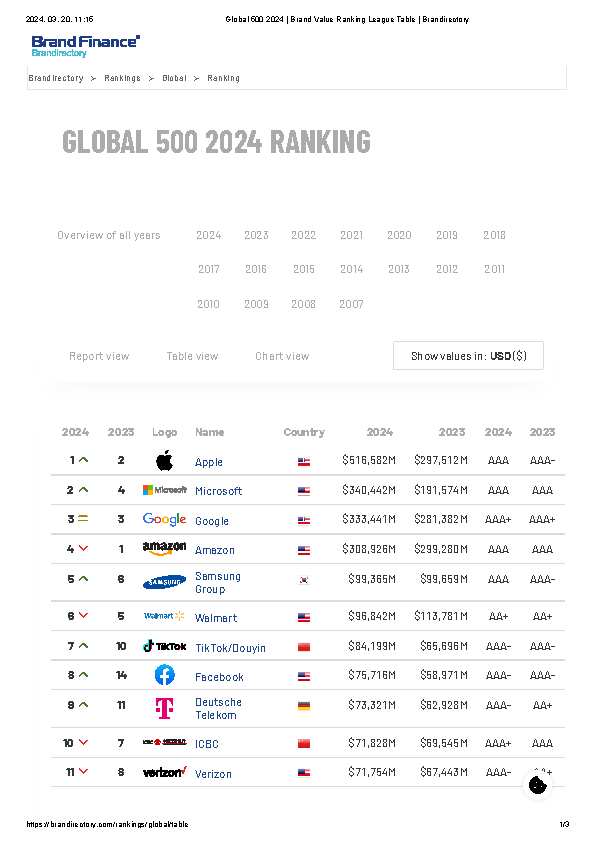 2024. 03. 20. 11:15 Global 500 2024 | Brand Value Ranking League Table | Brandirectory
Brand Finance®
Brandirectory
Brandirectory > Rankings > Global > Ranking
GLOBAL 500 2024 RANKING
Overview of all years 2024 2023 2022 2021 2020 2019 2018
2017 2016 2015 2014 2013 2012 2011
2010 2009 2008 2007
Report view Table view Chart view Show values in: USD($)
2024 2023 Logo Name Country 2024 2023 2024 2023
1 2 Apple $516,582M $297,512M AAA AAA-
2 4 Microsoft Microsoft $340,442M $191,574M AAA AAA
3 3 Google Google $333,441M $281,382M AAA+ AAA+
4 1 amazon Amazon $308,926M $299,280M AAA AAA
5 6 SAMSUNG Samsung Group $99,365M $99,659M AAA AAA-
6 5 Walmart Walmart $96,842M $113,781M AA+ AA+
7 10 TikTok TikTok/Douyin $84,199M $65,696M AAA- AAA-
8 14 Facebook $75,716M $58,971M AAA- AAA-
9 11 T Deutsche Telekom $73,321M $62,928M AAA- AA+
10 7 ICBC $71,828M $69,545M AAA+ AAA
11 8 verizon Verizon $71,754M $67,443M AAA-
https://brandirectory.com/rankings/global/table 1/3